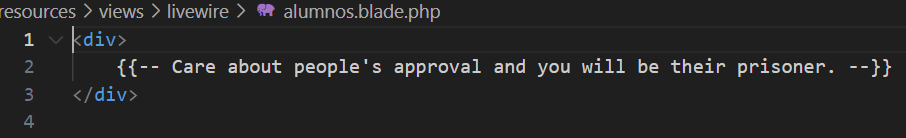 resources > views > livewire > alumnos.blade.php
1 <div>
2 {{-- Care about people's approval and you will be their prisoner. --}}
3 </div>
4